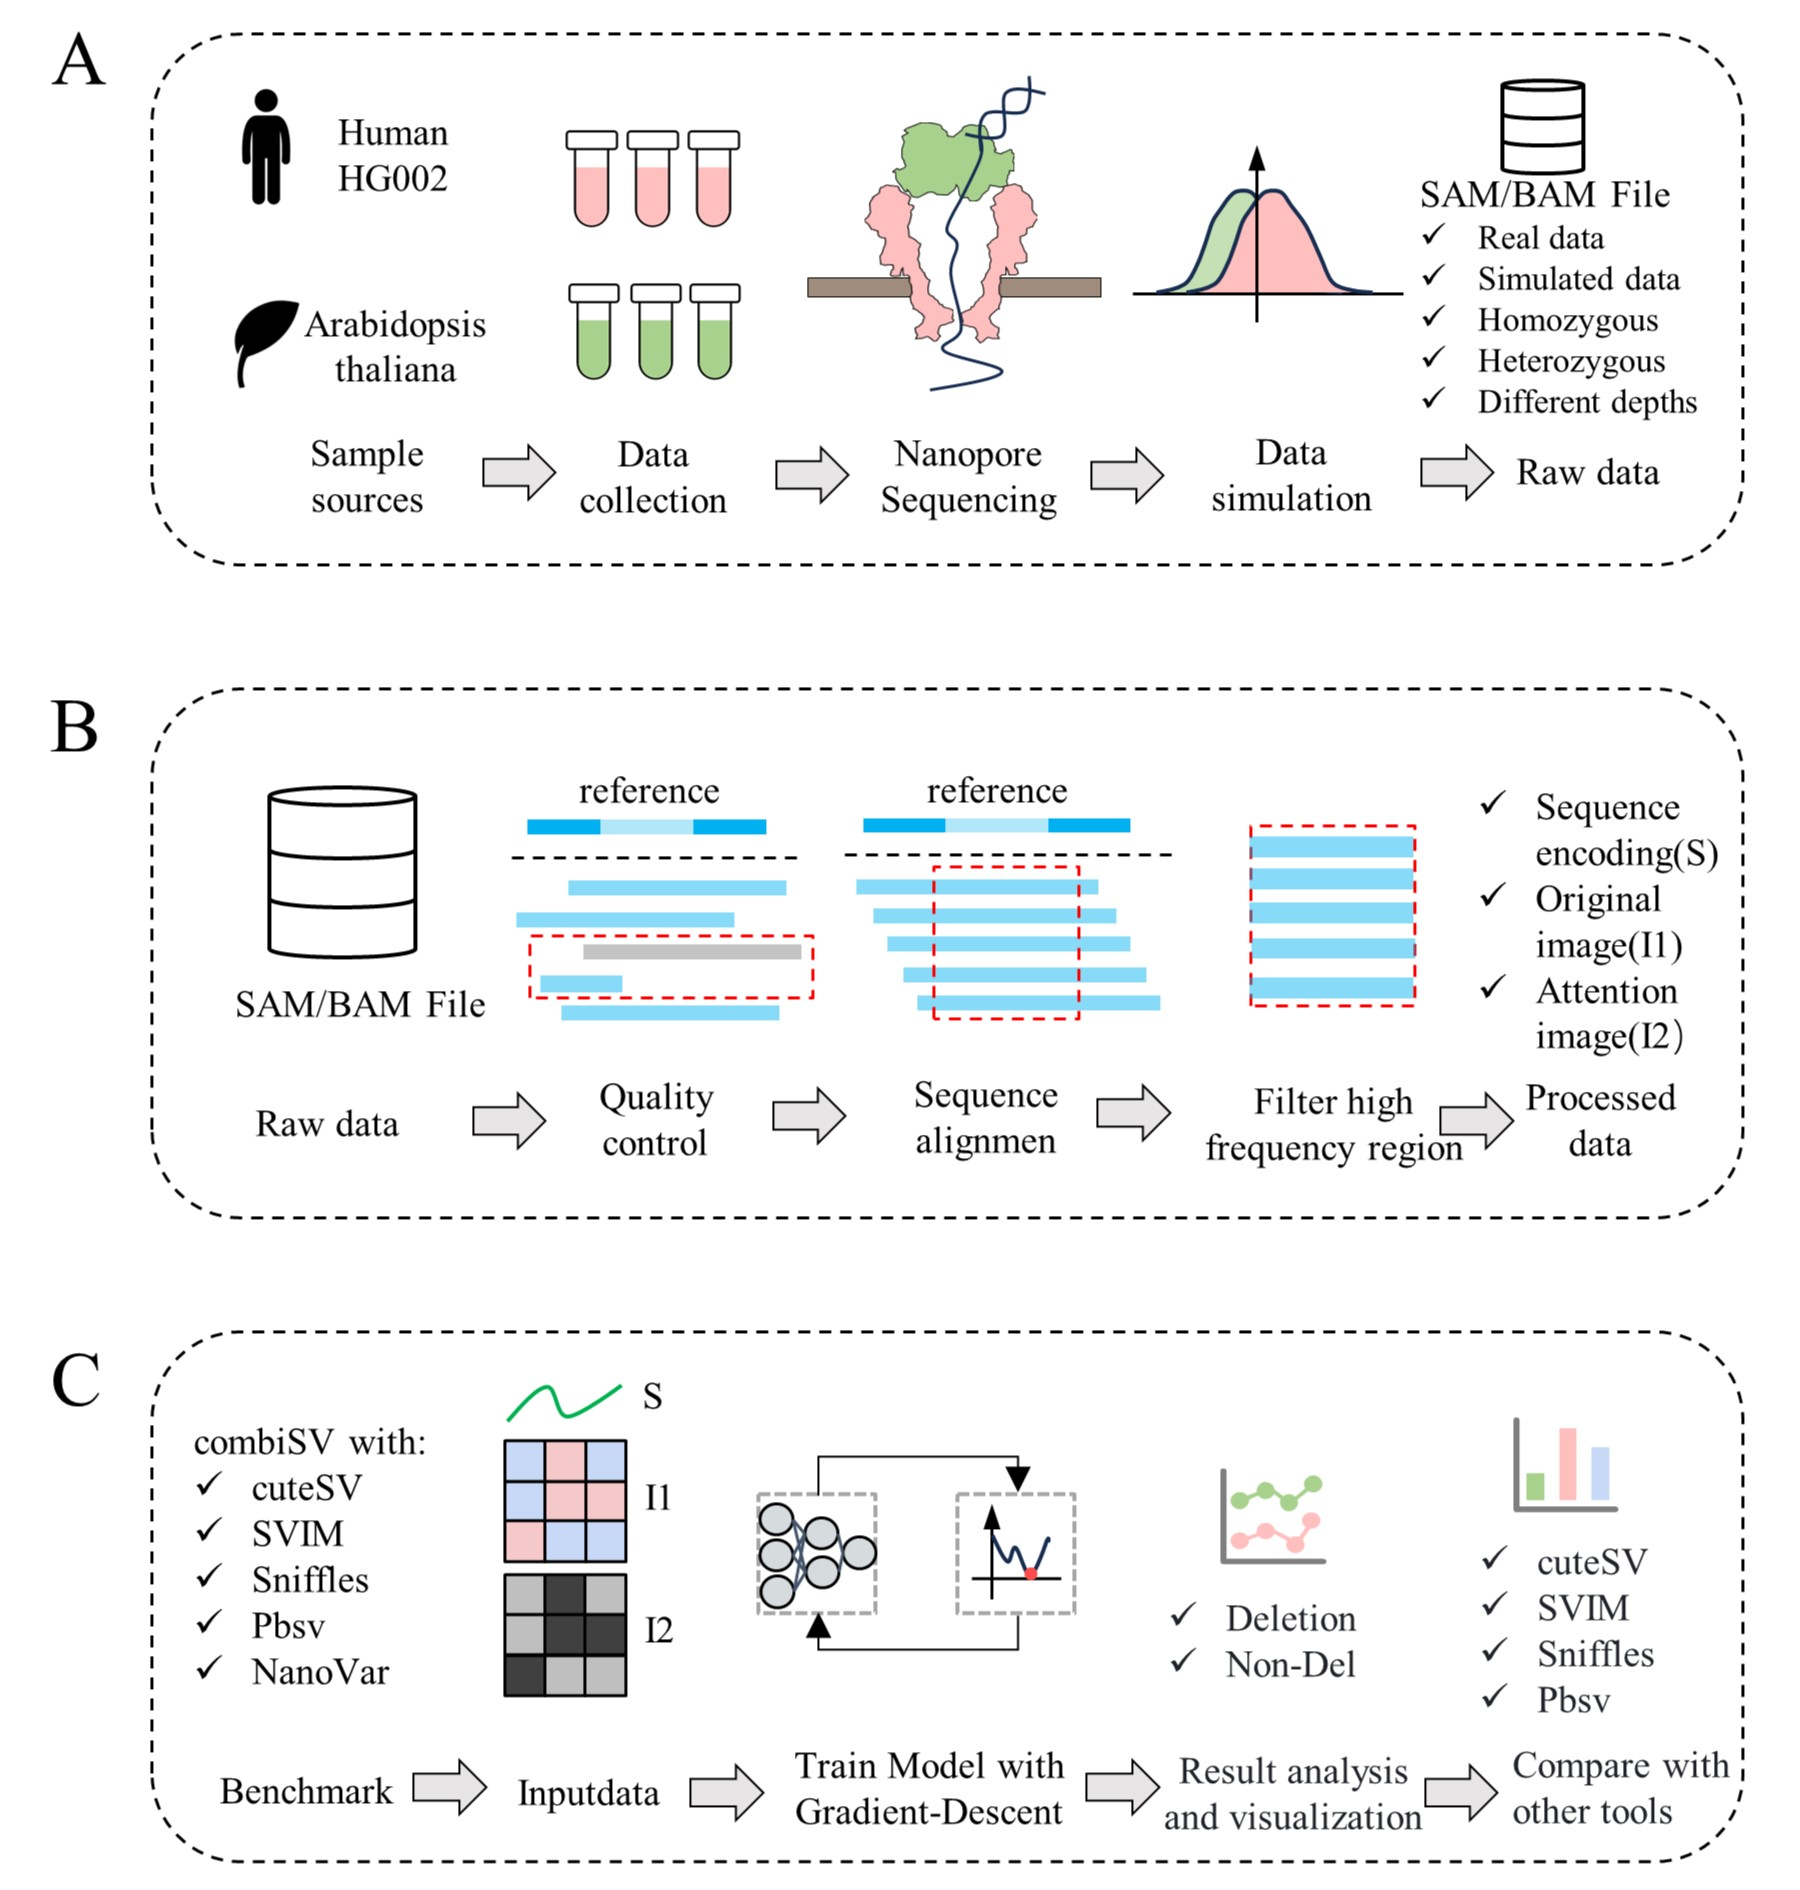 A
Human
HG002
Arabidopsis
thaliana
SAM/BAM File
✓ Real data
✓ Simulated data
✓ Homozygous
✓ Heterozygous
✓ Different depths
Sample
sources
Data
collection
Nanopore
Sequencing
Data
simulation
Raw data
B
SAM/BAM File
reference
reference
✓ Sequence
encoding(S)
✓ Original
image(I1)
✓ Attention
image(I2)
Raw data
Quality
control
Sequence
alignmen
Filter high
frequency region
Processed
data
C
combiSV with:
✓ cuteSV
✓ SVIM
✓ Sniffles
✓ Pbsv
✓ NanoVar
S
I1
I2
✓ Deletion
✓ Non-Del
✓ cuteSV
✓ SVIM
✓ Sniffles
✓ Pbsv
Benchmark
Inputdata
Train Model with
Gradient-Descent
Result analysis
and visualization
Compare with
other tools